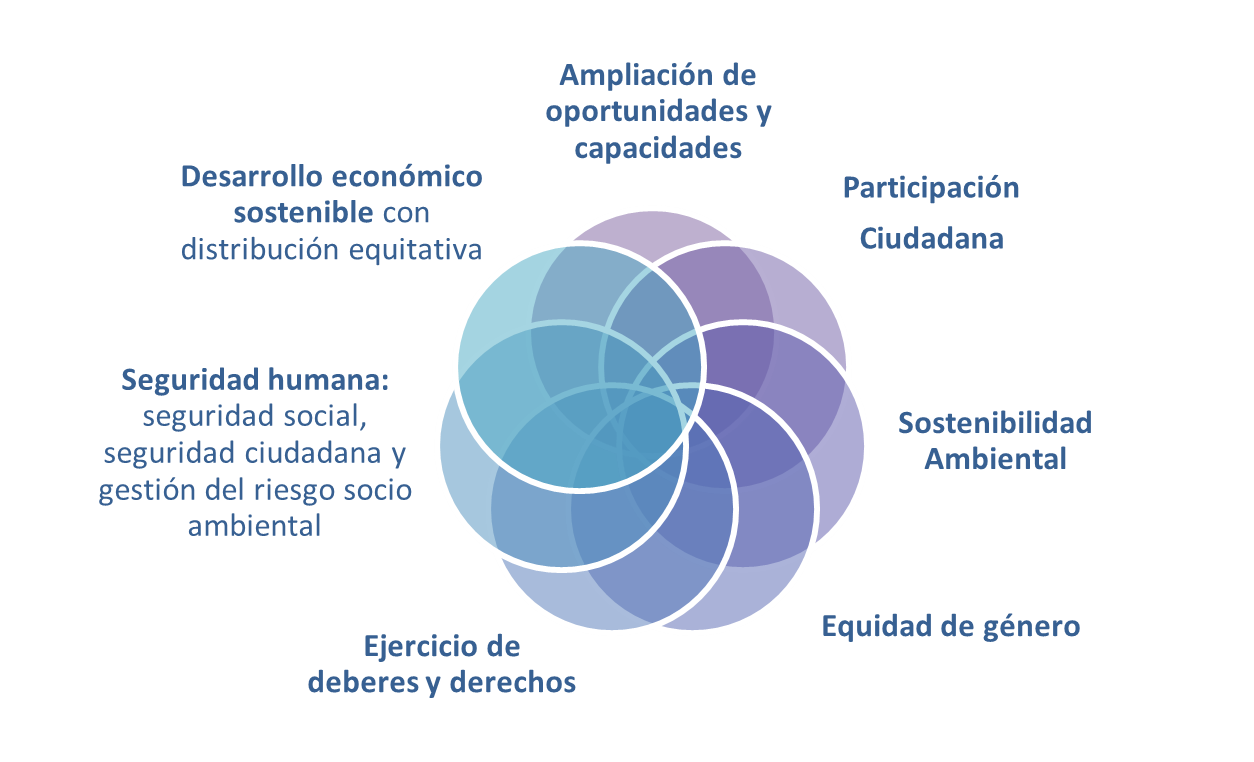 Ampliación de
oportunidades y
capacidades
Participación
Ciudadana
Sostenibilidad
Ambiental
Equidad de género
Ejercicio de
deberes y derechos
Seguridad humana:
seguridad social,
seguridad ciudadana y
gestión del riesgo socio
ambiental
Desarrollo económico
sostenible con
distribución equitativa